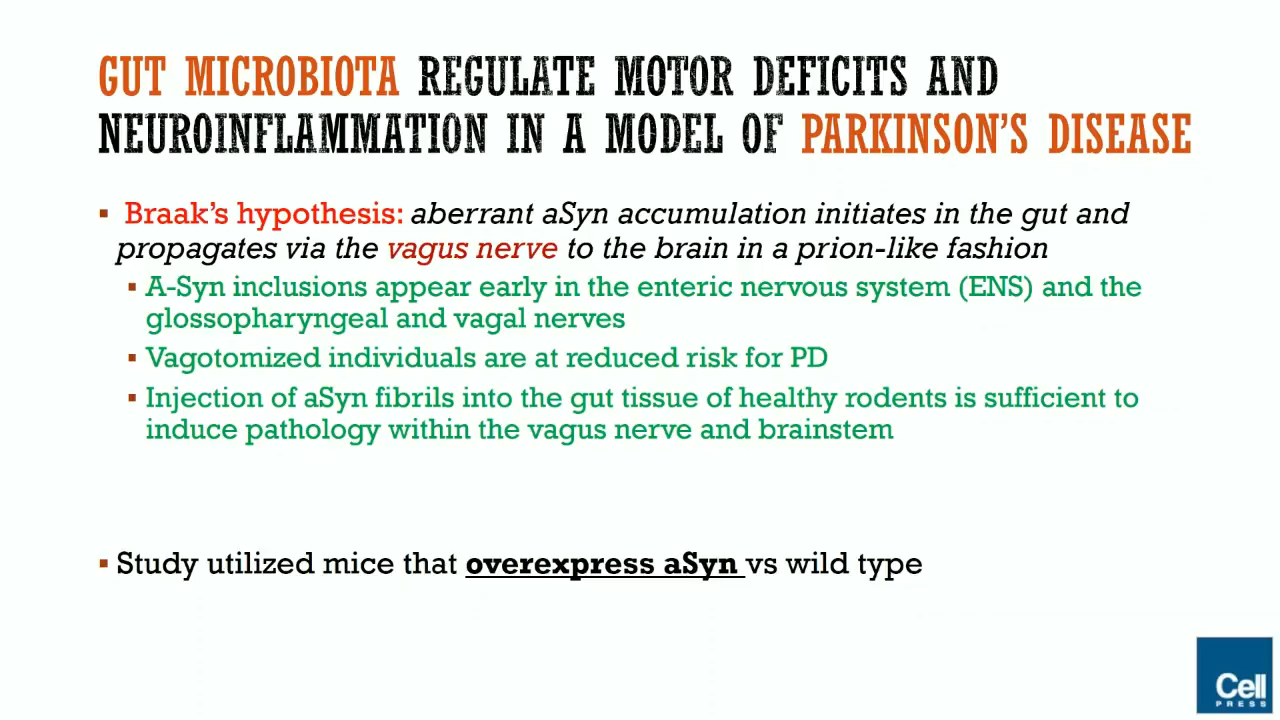 GUT MICROBIOTA REGULATE MOTOR DEFICITS AND
NEUROINFLAMMATION IN A MODEL OF PARKINSON'S DISEASE
▪ Braak's hypothesis: aberrant aSyn accumulation initiates in the gut and
propagates via the vagus nerve to the brain in a prion-like fashion
▪ A-Syn inclusions appear early in the enteric nervous system (ENS) and the
glossopharyngeal and vagal nerves
▪ Vagotomized individuals are at reduced risk for PD
▪ Injection of aSyn fibrils into the gut tissue of healthy rodents is sufficient to
induce pathology within the vagus nerve and brainstem
▪ Study utilized mice that overexpress aSyn vs wild type
Cell
PRESS